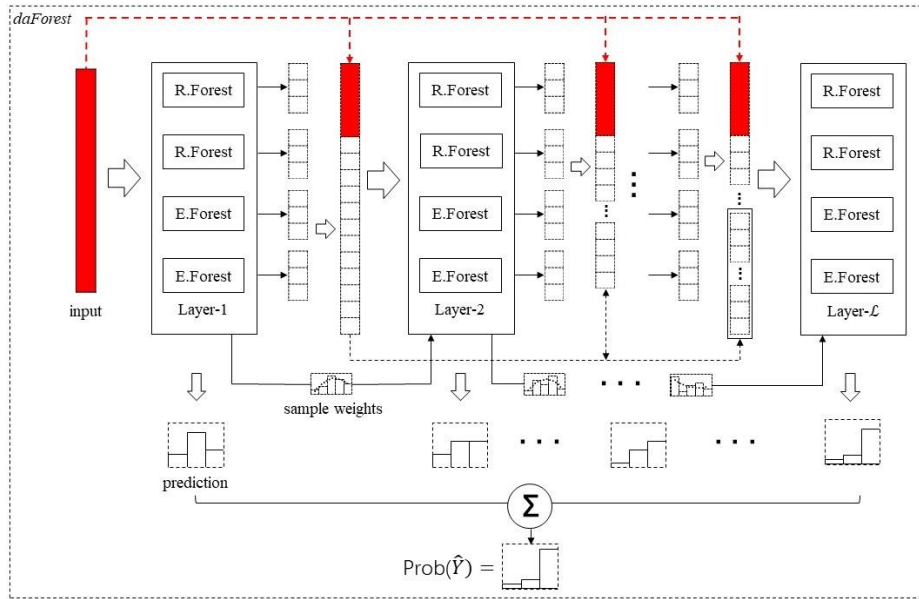 daForest
R.Forest
R.Forest
E.Forest
E.Forest
Layer-1
input
R.Forest
R.Forest
E.Forest
E.Forest
Layer-2
R.Forest
R.Forest
E.Forest
E.Forest
Layer-ℒ
sample weights
prediction
Σ
Prob(Ŷ) =